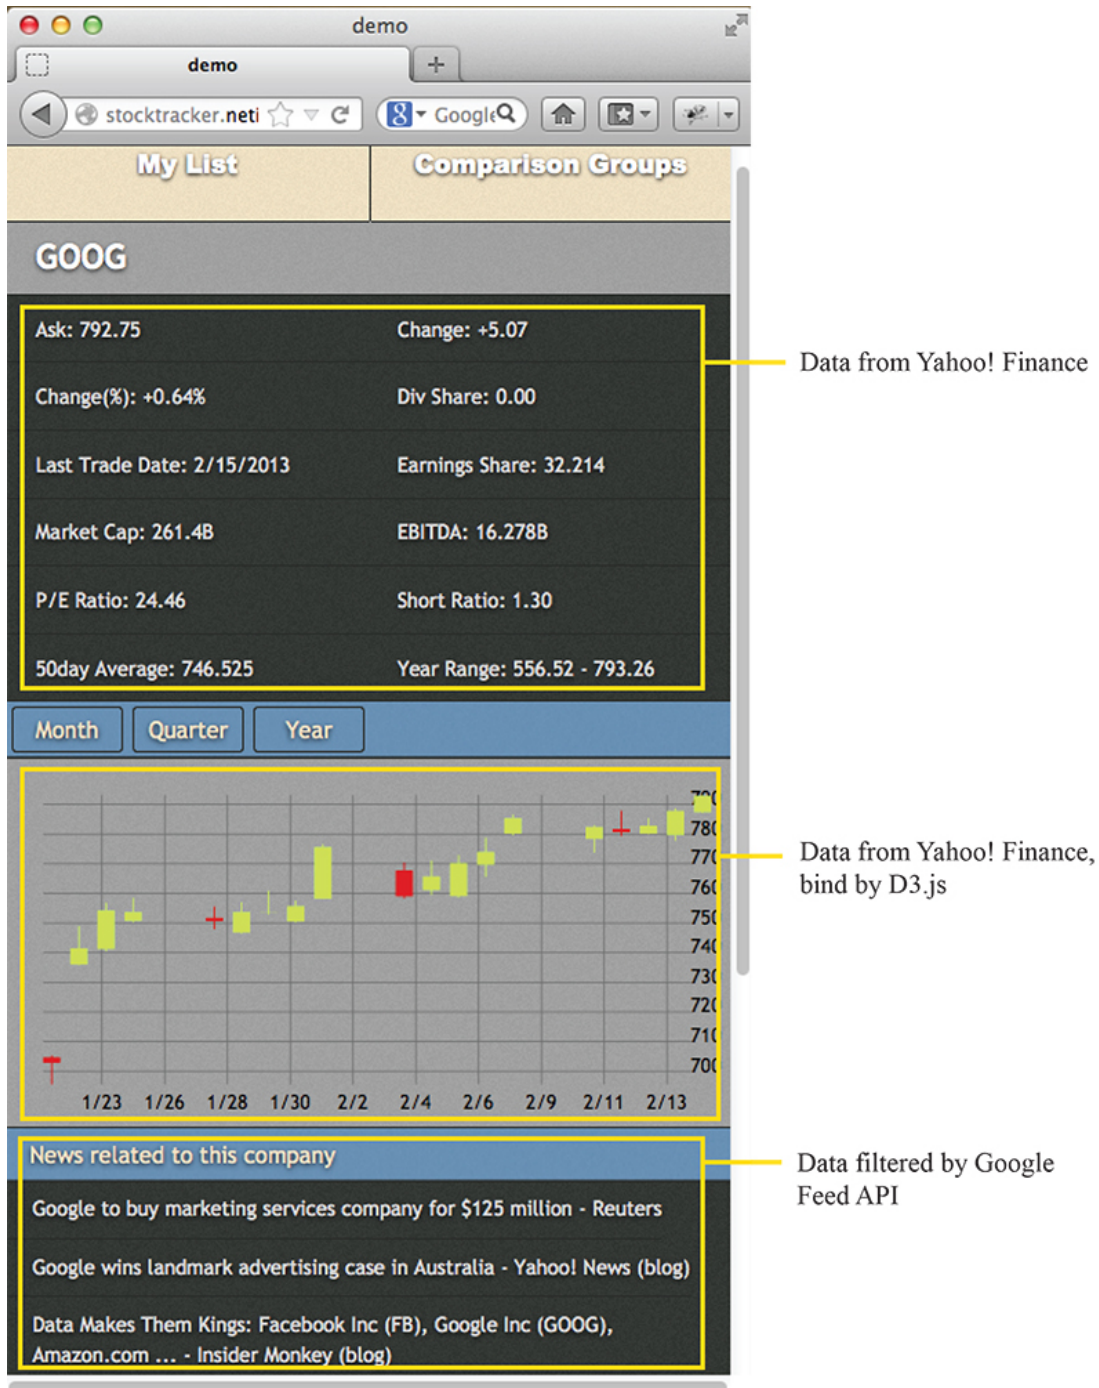 demo
demo
stocktracker.neti
Google
My List
Comparison Groups
GOOG
Ask: 792.75
Change: +5.07
Data from Yahoo! Finance
Change(%): +0.64%
Div Share: 0.00
Last Trade Date: 2/15/2013
Earnings Share: 32.214
Market Cap: 261.4B
EBITDA: 16.278B
P/E Ratio: 24.46
Short Ratio: 1.30
50day Average: 746.525
Year Range: 556.52 - 793.26
Month
Quarter
Year
790
780
770
760
750
740
730
720
710
700
1/23 1/26 1/28 1/30 2/2 2/4 2/6 2/9 2/11 2/13
Data from Yahoo! Finance,
bind by D3.js
News related to this company
Google to buy marketing services company for $125 million - Reuters
Google wins landmark advertising case in Australia - Yahoo! News (blog)
Data Makes Them Kings: Facebook Inc (FB), Google Inc (GOOG),
Amazon.com ... - Insider Monkey (blog)
Data filtered by Google
Feed API